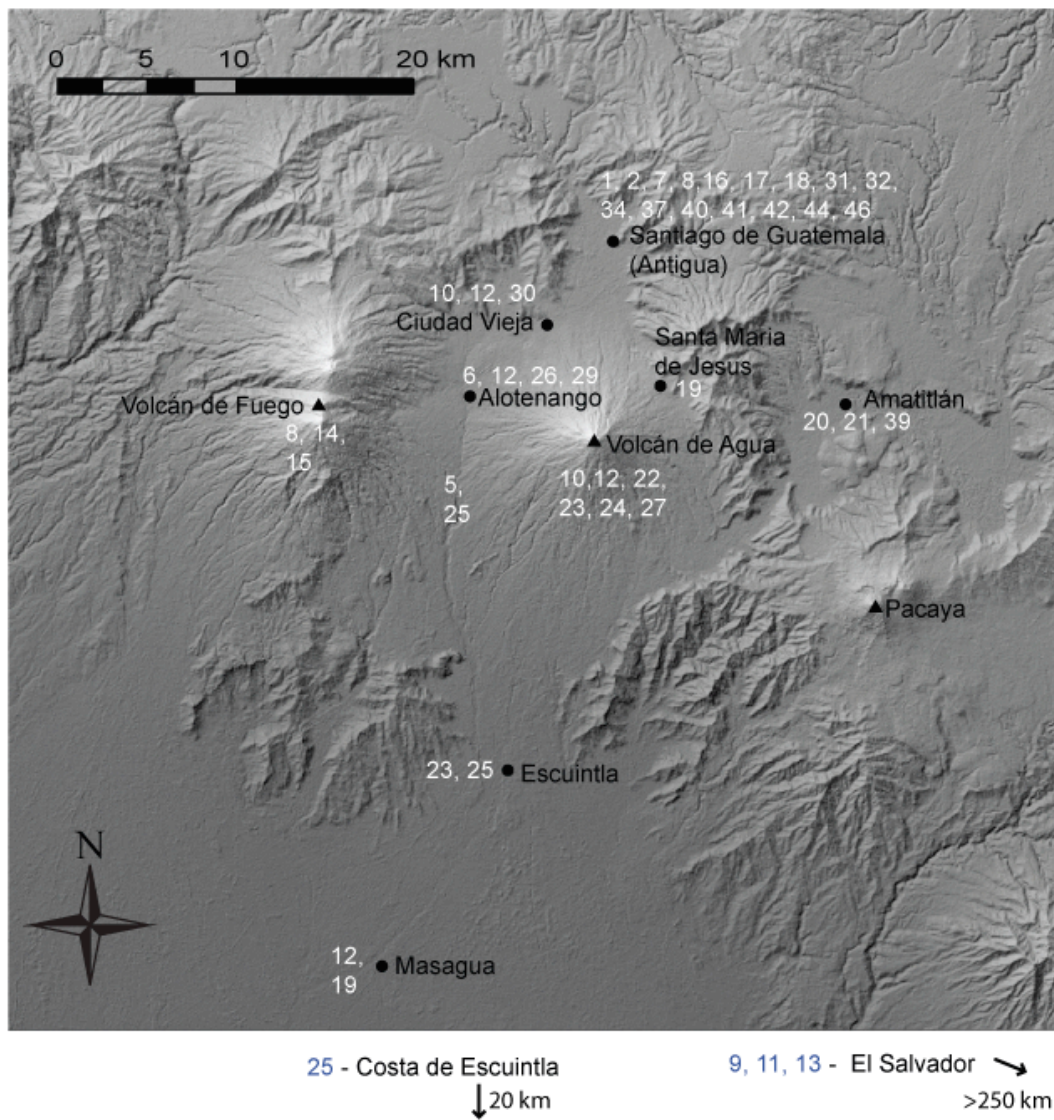 0 5 10 20 km
1, 2, 7, 8,16, 17, 18, 31, 32,
34, 37, 40, 41, 42, 44, 46
Santiago de Guatemala
(Antigua)
10, 12, 30
Ciudad Vieja
Santa Maria
de Jesus
19
6, 12, 26, 29
Alotenango
Amatitlán
20, 21, 39
Volcán de Fuego
8, 14,
15
Volcán de Agua
10,12, 22,
23, 24, 27
5,
25
Pacaya
23, 25 Escuintla
N
12,
19
Masagua
25 - Costa de Escuintla
20 km
9, 11, 13 - El Salvador
>250 km